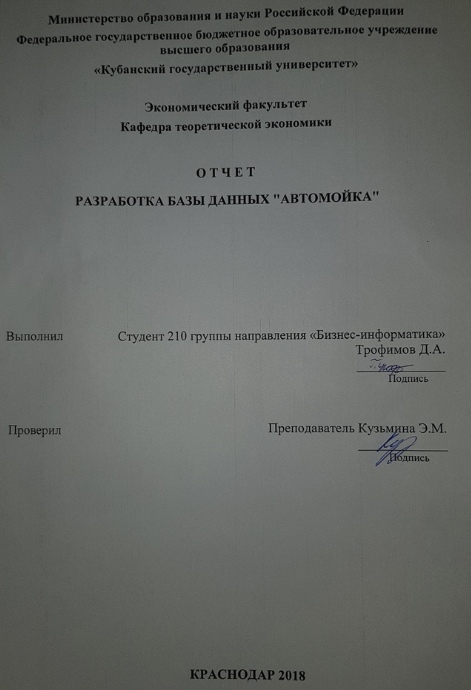 Министерство образования и науки Российской Федерации
Федеральное государственное бюджетное образовательное учреждение
высшего образования
«Кубанский государственный университет»
Экономический факультет
Кафедра теоретической экономики
О Т Ч Е Т
РАЗРАБОТКА БАЗЫ ДАННЫХ "АВТОМОЙКА"
Выполнил Студент 210 группы направления «Бизнес-информатика»
Трофимов Д.А.
Подпись
Проверил Преподаватель Кузьмина Э.М.
Подпись
КРАСНОДАР 2018